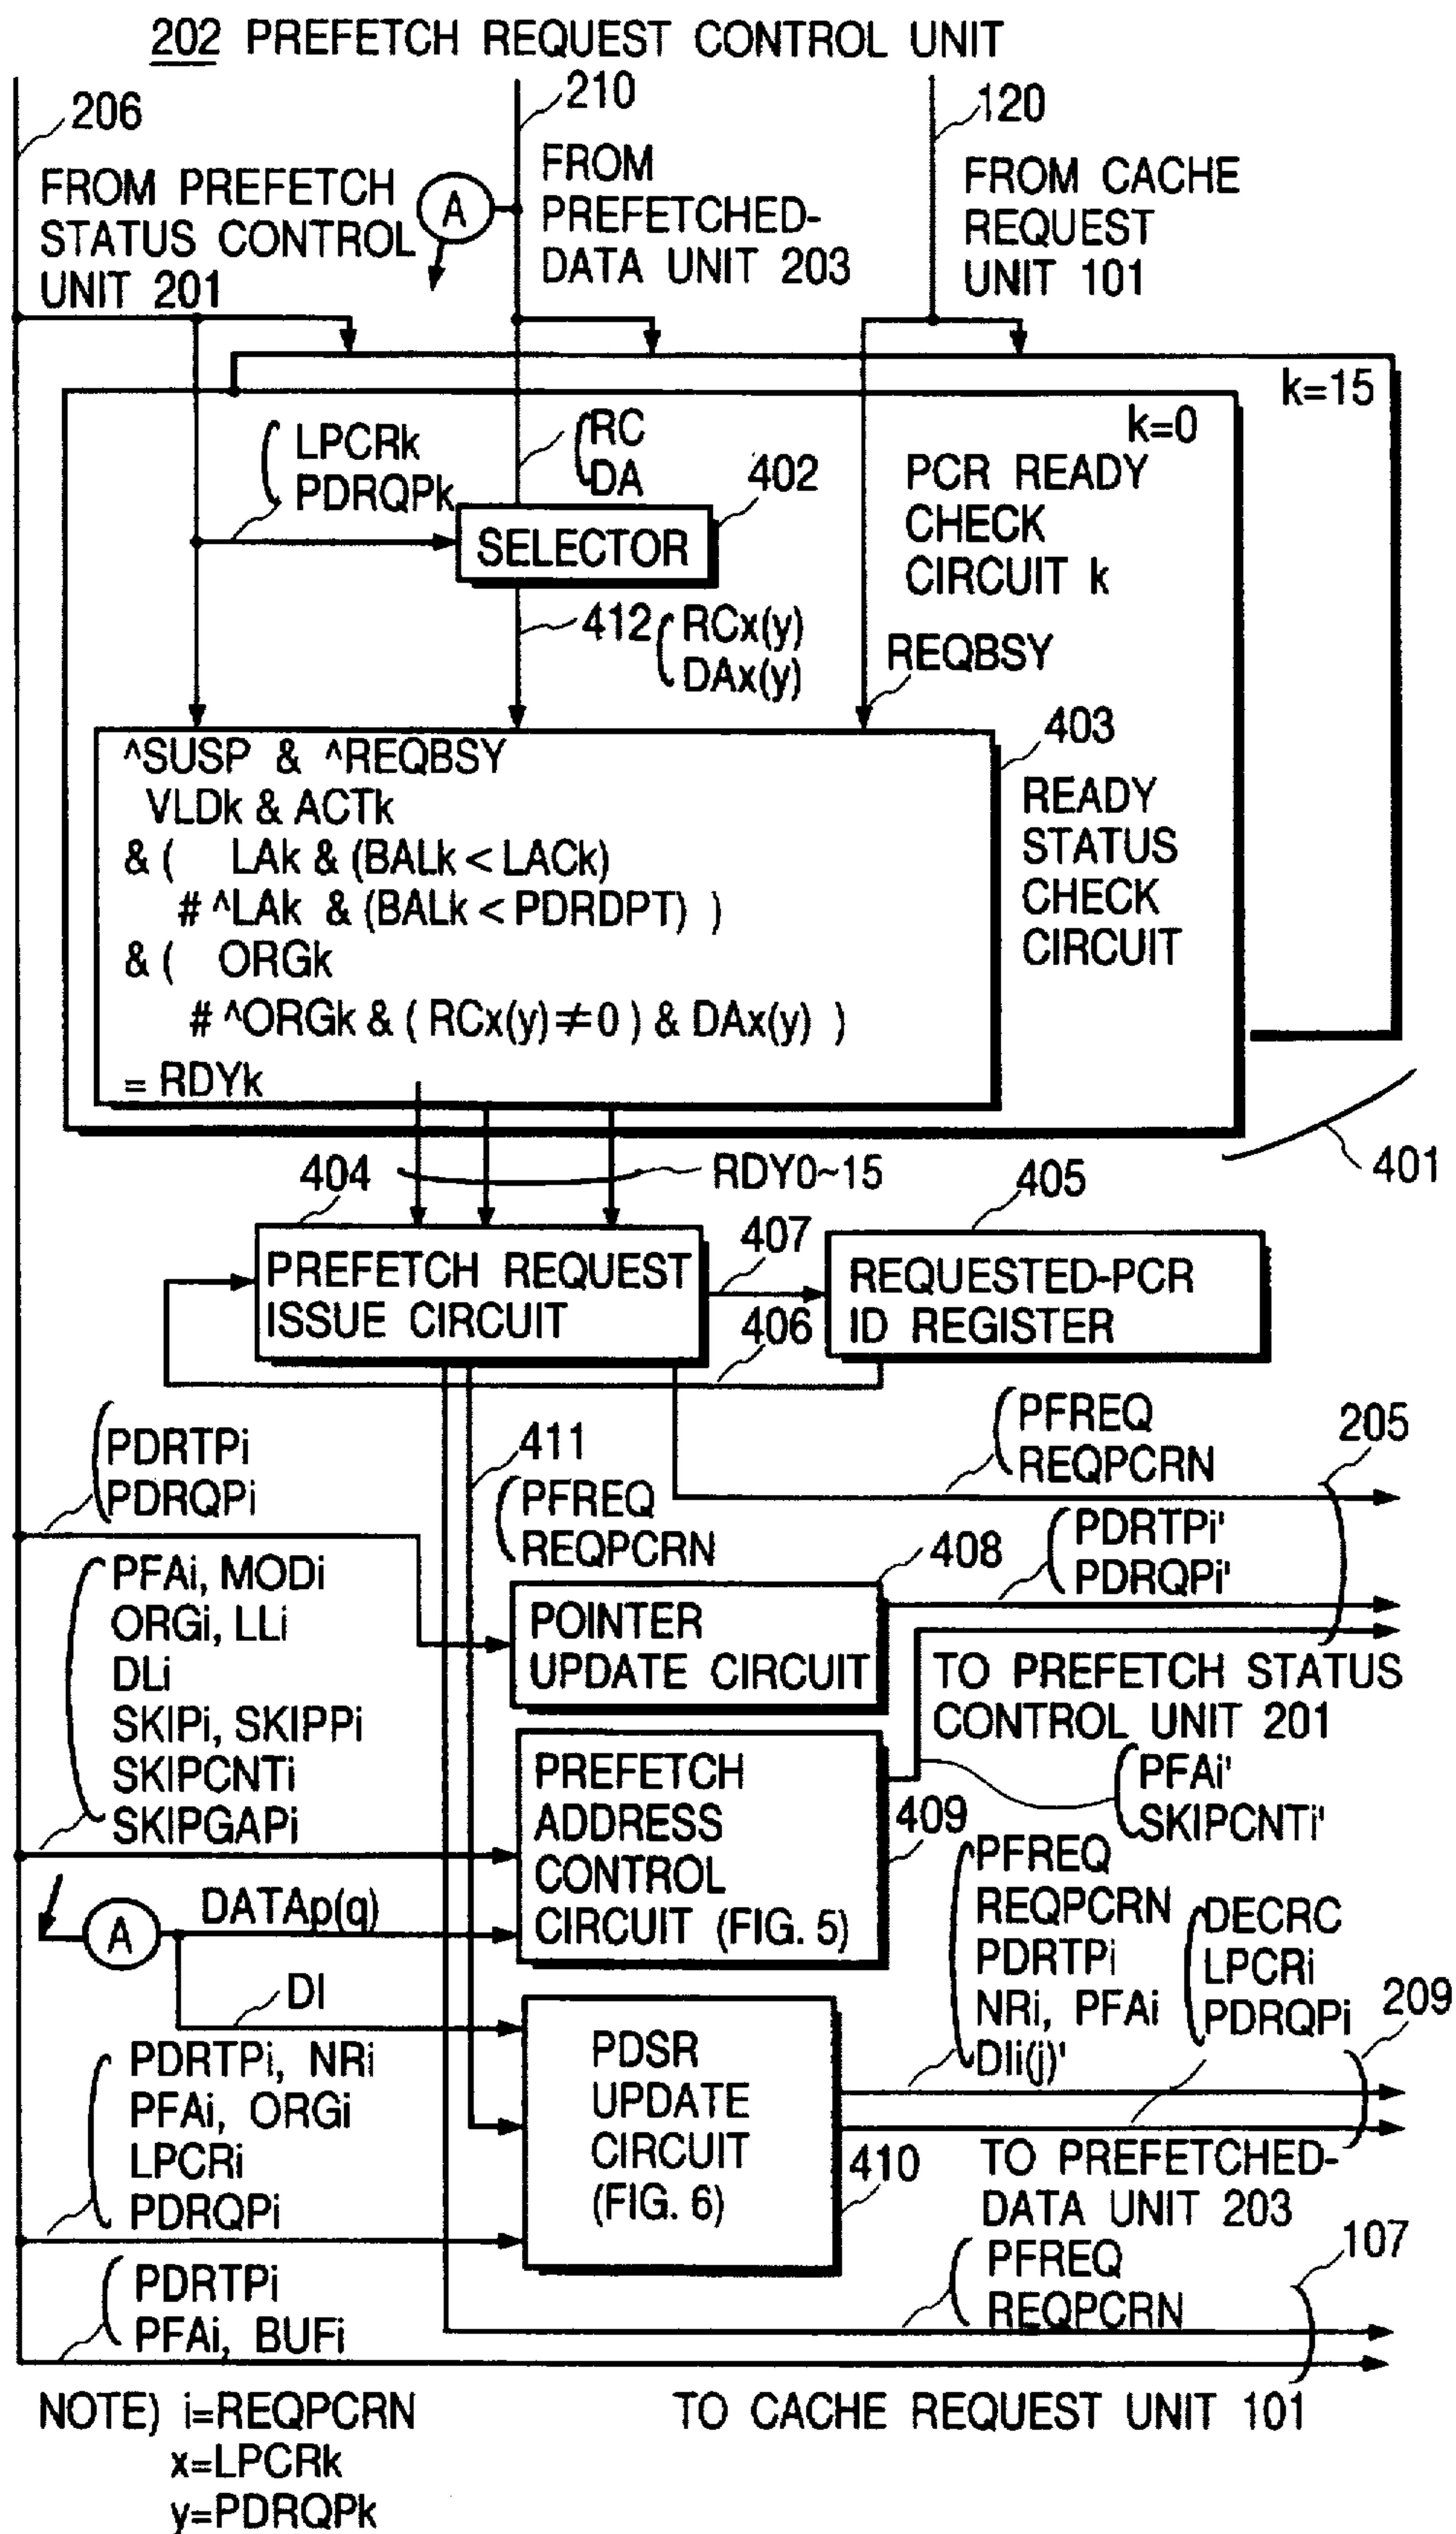 202 PREFETCH REQUEST CONTROL UNIT
206
210
120
FROM PREFETCH
STATUS CONTROL
UNIT 201
A
FROM
PREFETCHED-
DATA UNIT 203
FROM CACHE
REQUEST
UNIT 101
k=15
k=0
LPCRk
PDRQPk
RC
DA
402
SELECTOR
PCR READY
CHECK
CIRCUIT k
412
RCx(y)
DAx(y)
REQBSY
403
^SUSP & ^REQBSY
VLDk & ACTk
& ( LAk & (BALk < LACk)
# ^LAk & (BALk < PDRDPT) )
& ( ORGk
# ^ORGk & ( RCx(y) ≠ 0 ) & DAx(y) )
= RDYk
READY
STATUS
CHECK
CIRCUIT
401
RDY0~15
404
PREFETCH REQUEST
ISSUE CIRCUIT
407
406
405
REQUESTED-PCR
ID REGISTER
PDRTPi
PDRQPi
411
PFREQ
REQPCRN
PFREQ
REQPCRN
205
PDRTPi'
PDRQPi'
408
POINTER
UPDATE CIRCUIT
PFAi, MODi
ORGi, LLi
DLi
SKIPi, SKIPPi
SKIPCNTi
SKIPGAPi
TO PREFETCH STATUS
CONTROL UNIT 201
PREFETCH
ADDRESS
CONTROL
CIRCUIT (FIG. 5)
409
PFAi'
SKIPCNTi'
A
DATAp(q)
DI
PFREQ
REQPCRN
PDRTPi
NRi, PFAi
DIi(j)'
DECRC
LPCRi
PDRQPi
209
PDSR
UPDATE
CIRCUIT
(FIG. 6)
410
PDRTPi, NRi
PFAi, ORGi
LPCRi
PDRQPi
TO PREFETCHED-
DATA UNIT 203
PDRTPi
PFAi, BUFi
PFREQ
REQPCRN
107
TO CACHE REQUEST UNIT 101
NOTE) i=REQPCRN
x=LPCRk
y=PDRQPk